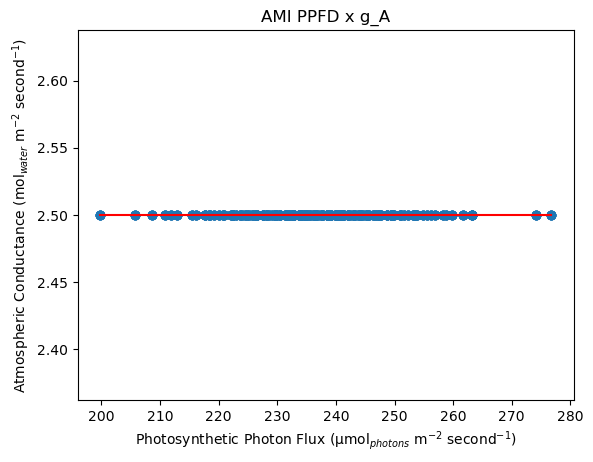 AMI PPFD x g_A
Atmospheric Conductance (mol_water m⁻² second⁻¹)
2.60
2.55
2.50
2.45
2.40
200 210 220 230 240 250 260 270 280
Photosynthetic Photon Flux (μmol_photons m⁻² second⁻¹)